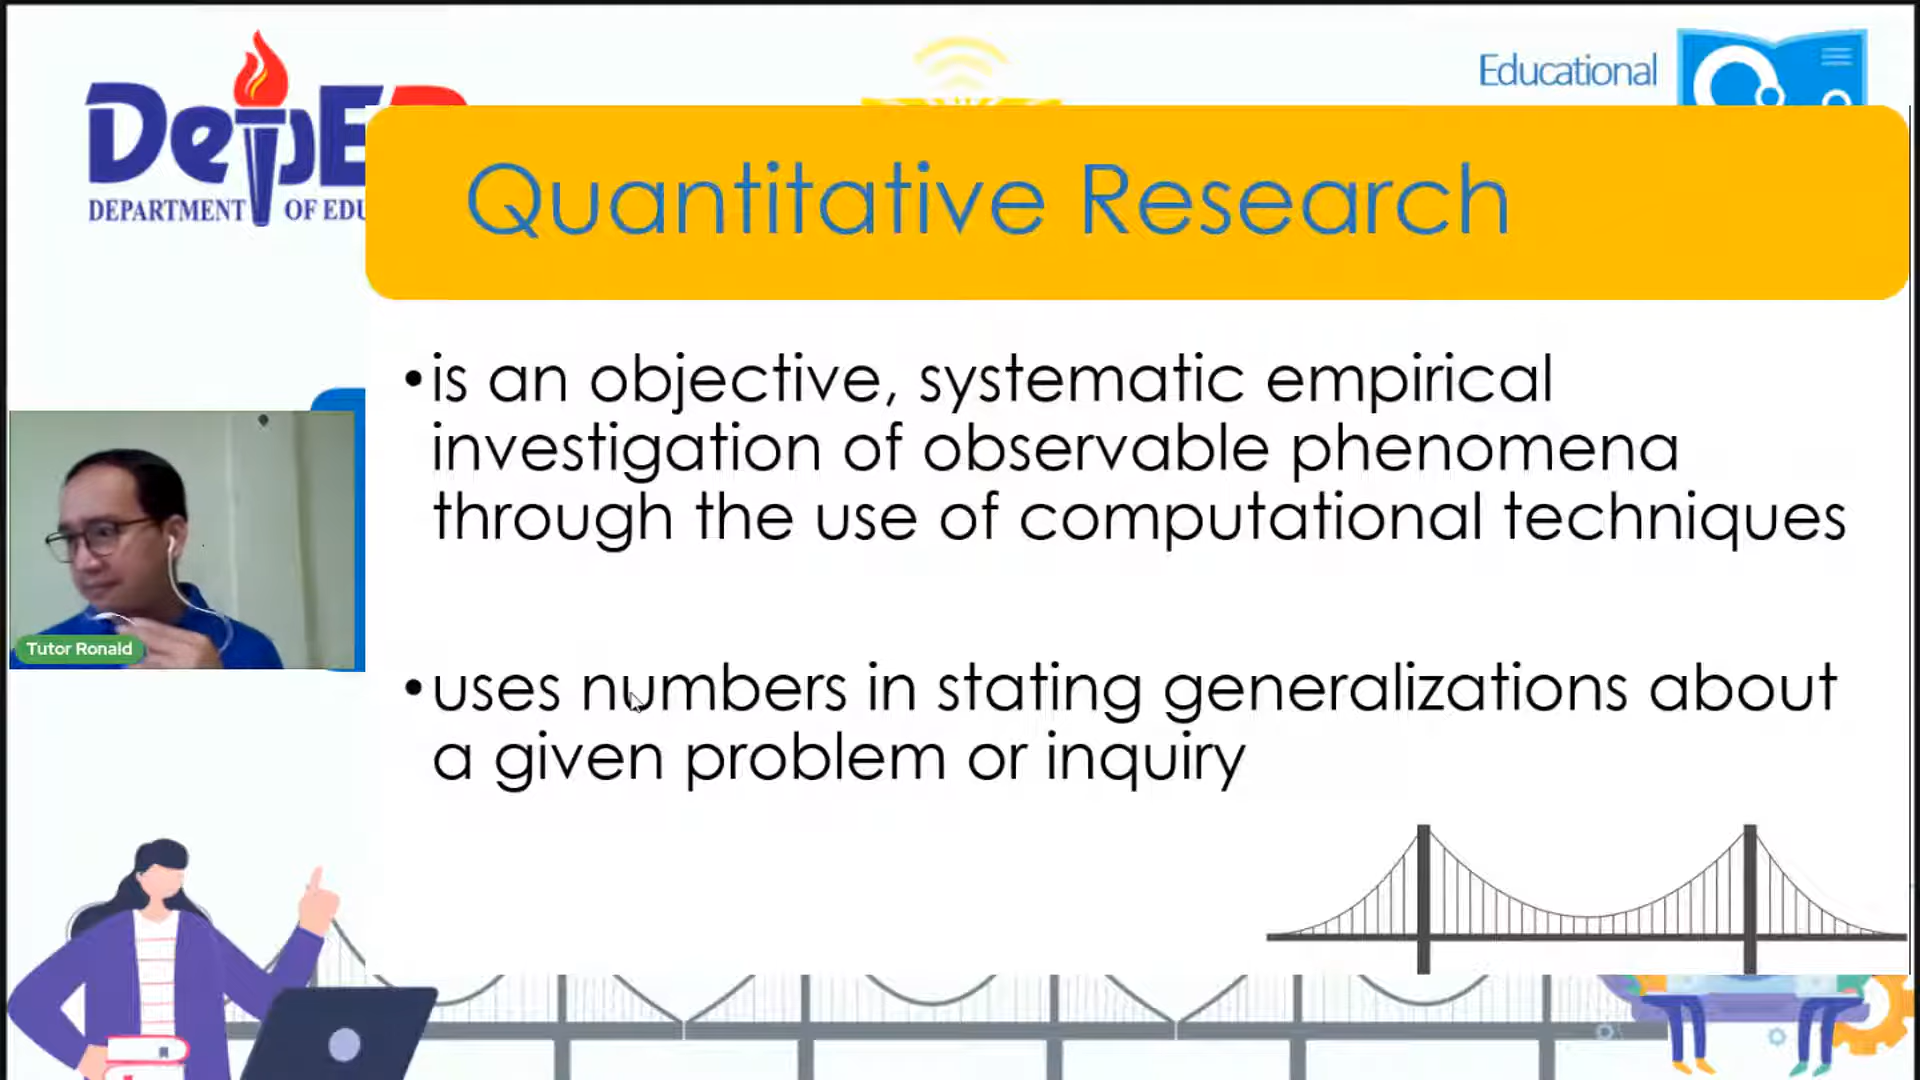 DepE
DEPARTMENT OF EDU
Educational
Quantitative Research
•is an objective, systematic empirical
investigation of observable phenomena
through the use of computational techniques
Tutor Ronald
•uses numbers in stating generalizations about
a given problem or inquiry